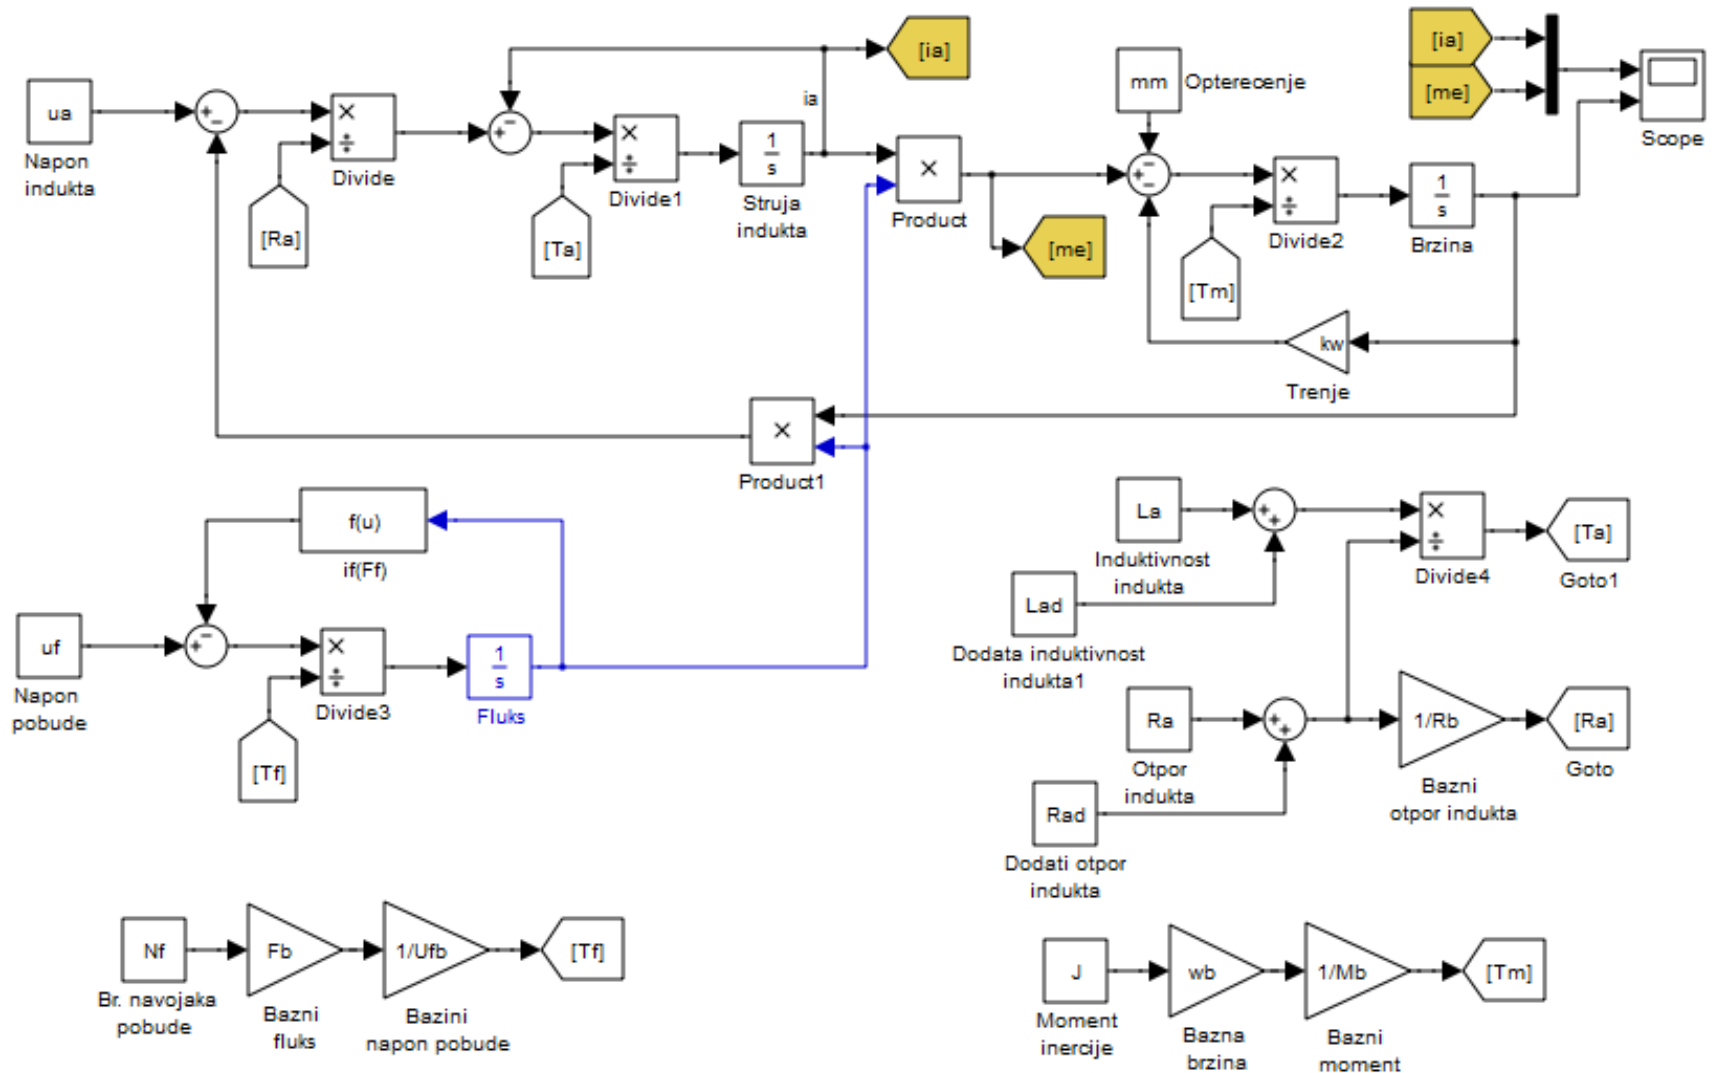 ua
Napon
indukta
+
−
×
÷
Divide
[Ra]
+
−
×
÷
Divide1
[Ta]
1
s
Struja
indukta
ia
[ia]
×
Product
[me]
mm
Opterecenje
+
−
−
×
÷
Divide2
[Tm]
1
s
Brzina
[ia]
[me]
Scope
kw
Trenje
×
Product1
f(u)
if(Ff)
uf
Napon
pobude
+
−
×
÷
Divide3
[Tf]
1
s
Fluks
La
Induktivnost
indukta
+
+
×
÷
Divide4
[Ta]
Goto1
Lad
Dodata induktivnost
indukta1
Ra
Otpor
indukta
+
+
1/Rb
Bazni
otpor indukta
[Ra]
Goto
Rad
Dodati otpor
indukta
Nf
Br. navojaka
pobude
Fb
Bazni
fluks
1/Ufb
Bazini
napon pobude
[Tf]
J
Moment
inercije
wb
Bazna
brzina
1/Mb
Bazni
moment
[Tm]